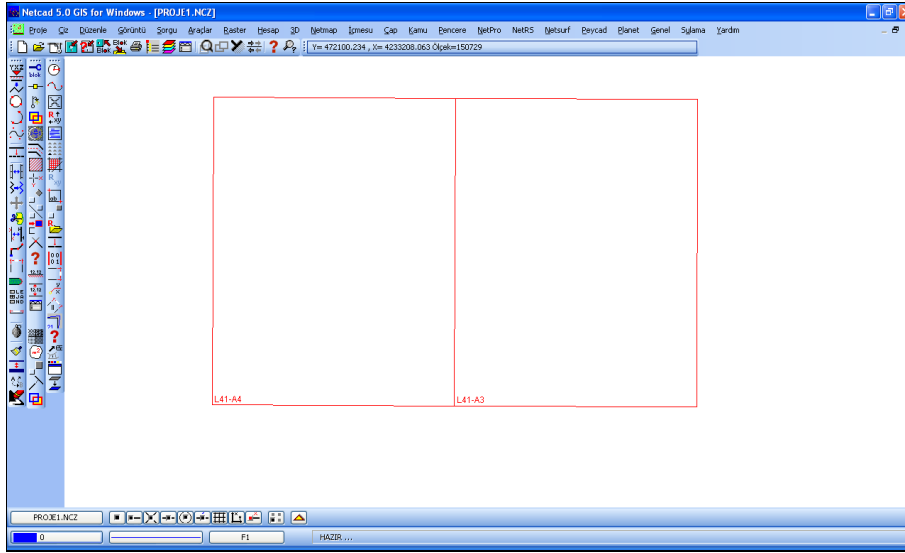 Netcad 5.0 GIS for Windows - [PROJE1.NCZ]
Proje Çiz Düzenle Görüntü Sorgu Araçlar Raster Hesap 3D Netmap İçmesu Çap Kamu Pencere NetPro NetRS Netsurf Peycad Planet Genel Sulama Yardım
Y= 472100.234 , X= 4233208.063 Ölçek=150729
L41-A4
L41-A3
PROJE1.NCZ
0
F1
HAZIR ...